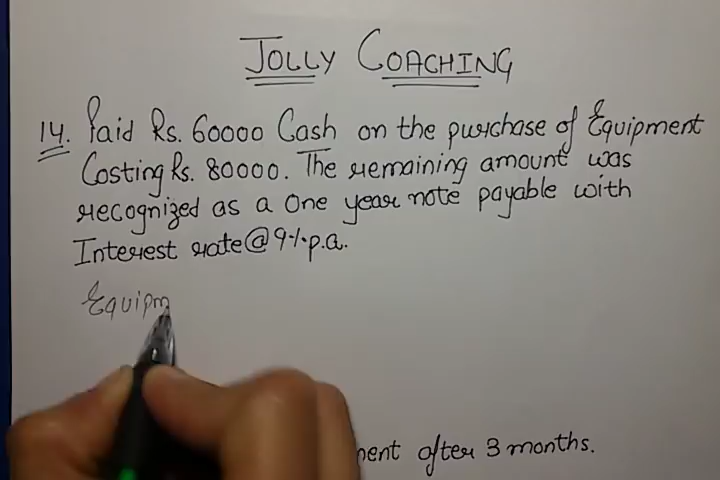 JOLLY COACHING
14. Paid Rs. 60000 Cash on the purchase of Equipment
Costing Rs. 80000. The remaining amount was
recognized as a one year note payable with
Interest rate@9%.p.a.
Equipm
ment after 3 months.